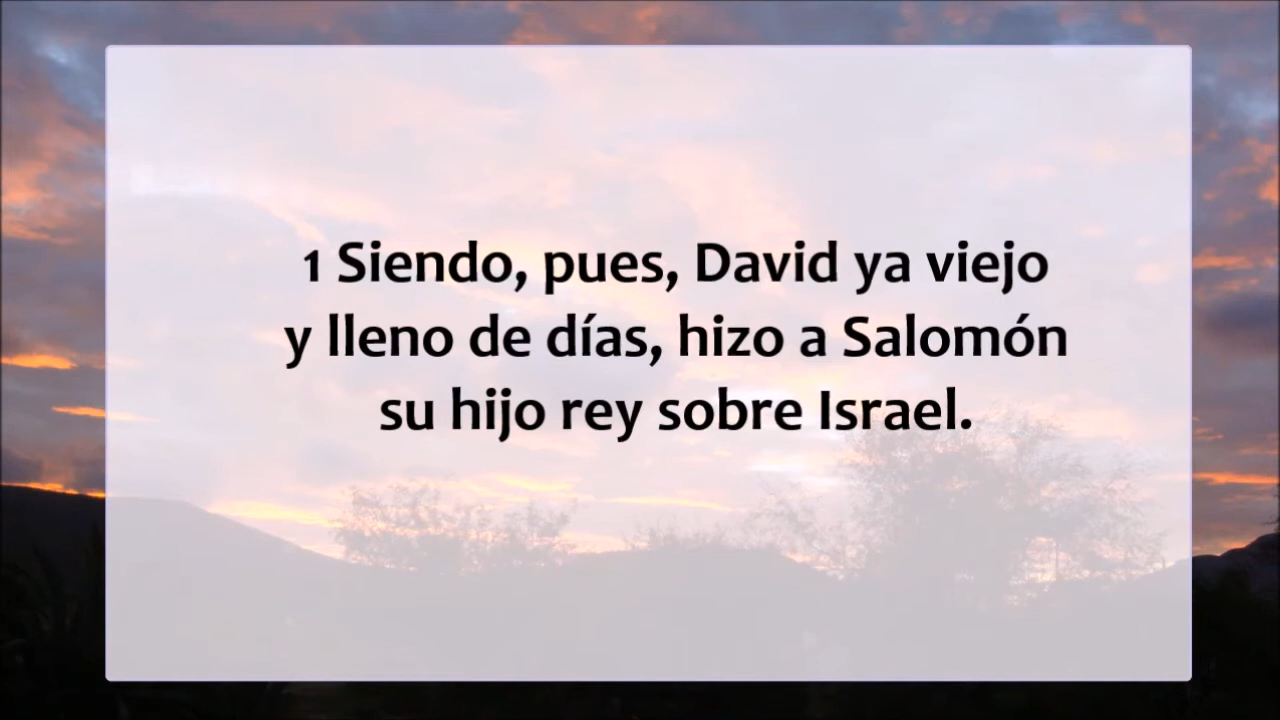 1 Siendo, pues, David ya viejo
y lleno de días, hizo a Salomón
su hijo rey sobre Israel.